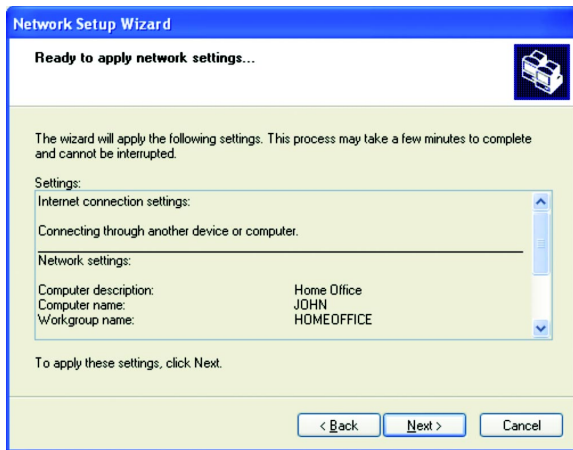 Network Setup Wizard
Ready to apply network settings...
The wizard will apply the following settings. This process may take a few minutes to complete
and cannot be interrupted.
Settings:
Internet connection settings:
Connecting through another device or computer.
Network settings:
Computer description: Home Office
Computer name: JOHN
Workgroup name: HOMEOFFICE
To apply these settings, click Next.
< Back Next > Cancel